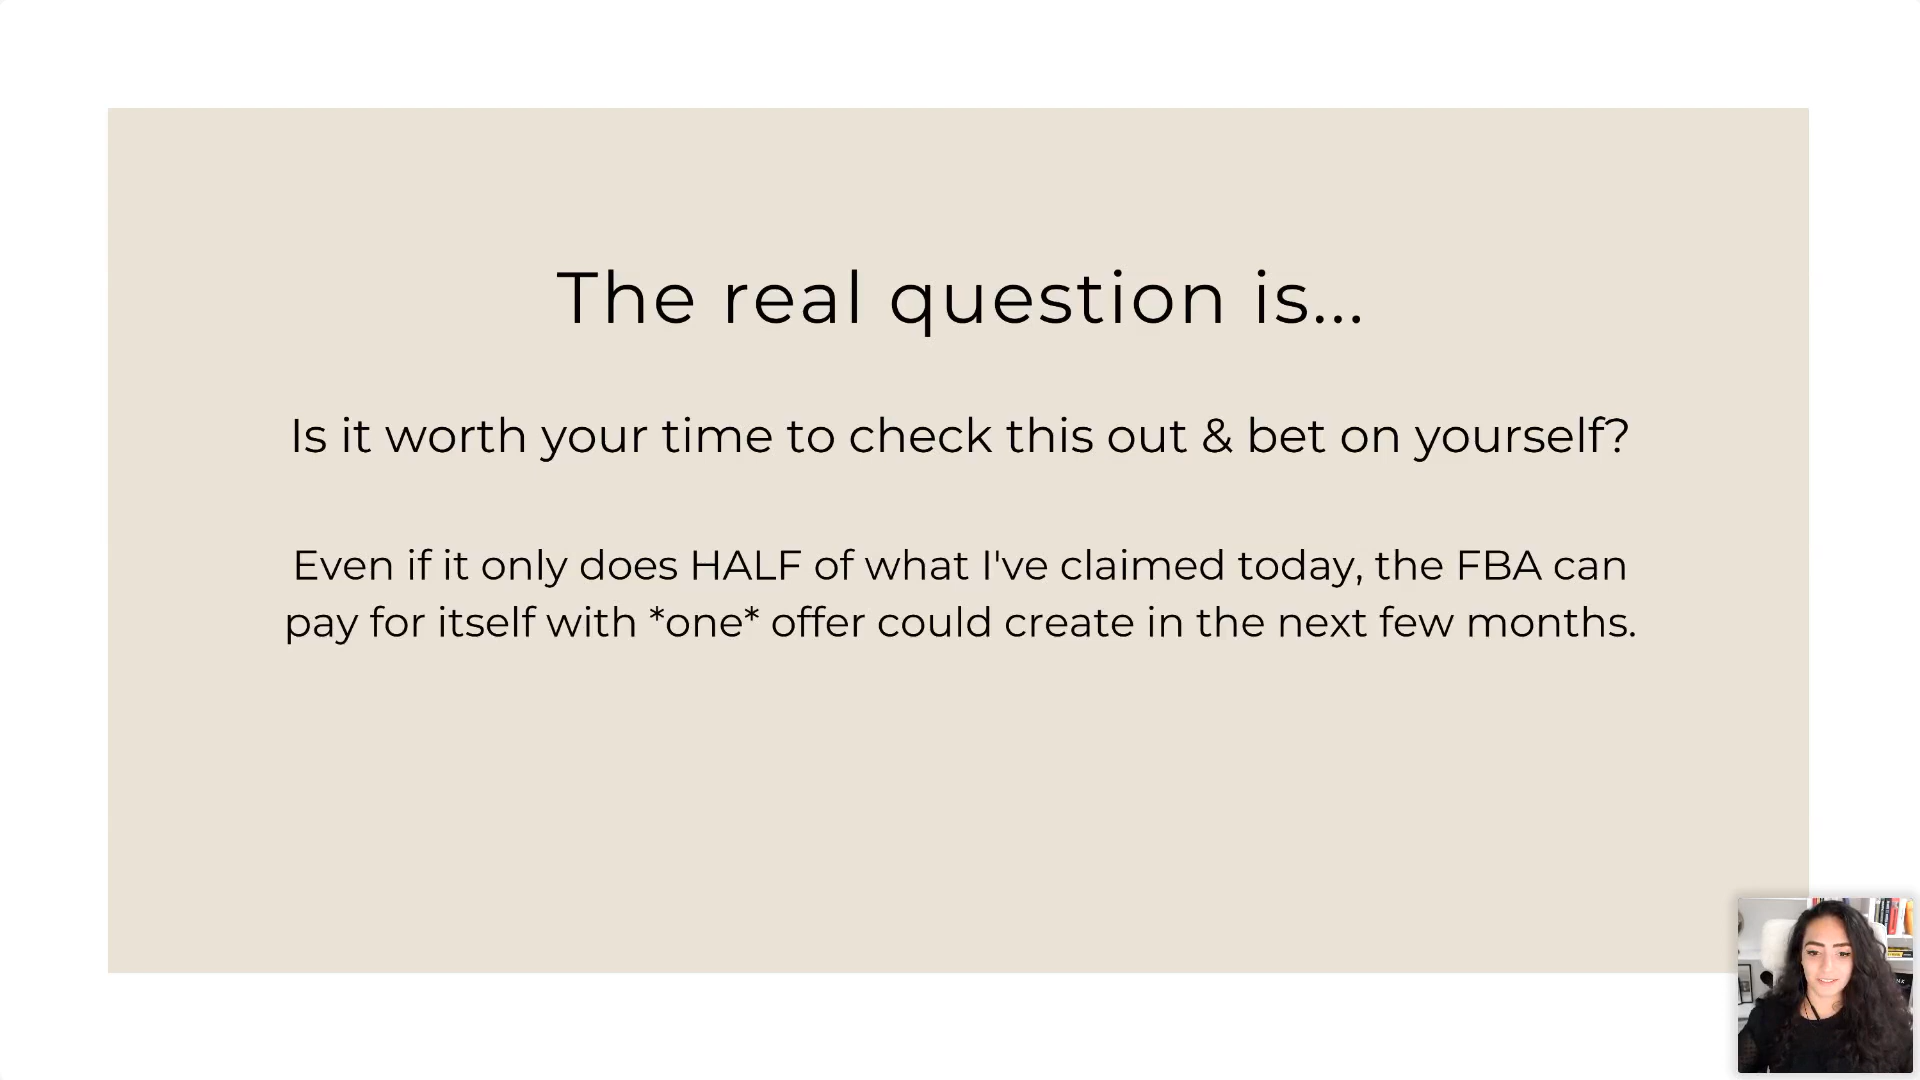 The real question is...
Is it worth your time to check this out & bet on yourself?
Even if it only does HALF of what I've claimed today, the FBA can
pay for itself with *one* offer could create in the next few months.